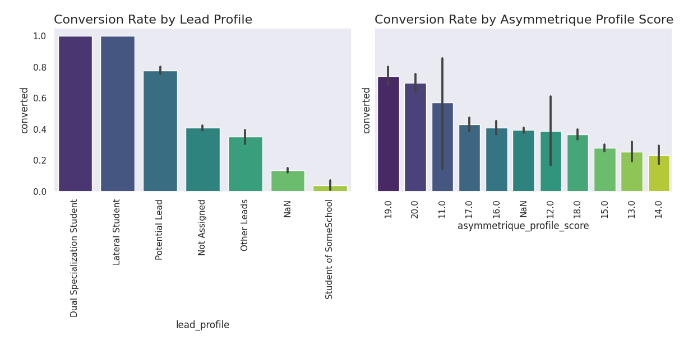 Conversion Rate by Lead Profile
converted
1.0
0.8
0.6
0.4
0.2
0.0
Dual Specialization Student
Lateral Student
Potential Lead
Not Assigned
Other Leads
NaN
Student of SomeSchool
lead_profile
Conversion Rate by Asymmetrique Profile Score
converted
19.0
20.0
11.0
17.0
16.0
NaN
12.0
18.0
15.0
13.0
14.0
asymmetrique_profile_score